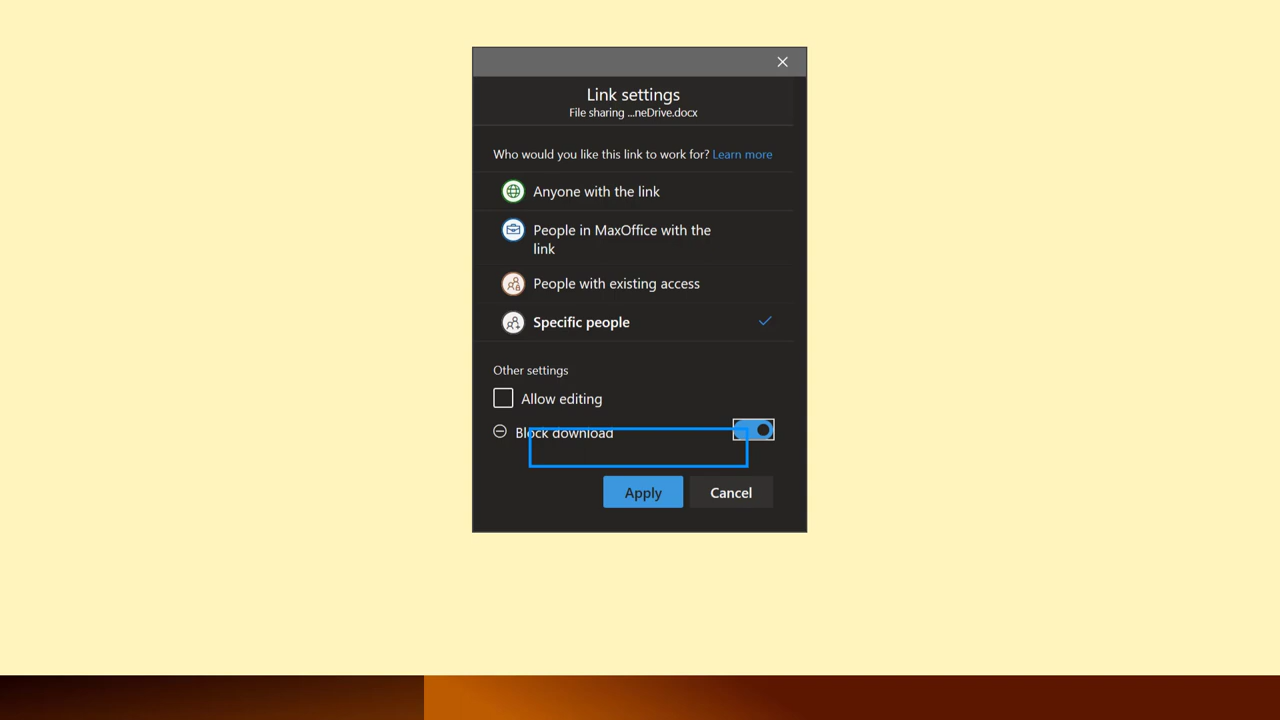 Link settings
File sharing ...neDrive.docx
Who would you like this link to work for? Learn more
Anyone with the link
People in MaxOffice with the
link
People with existing access
Specific people
Other settings
Allow editing
Block download
Apply Cancel